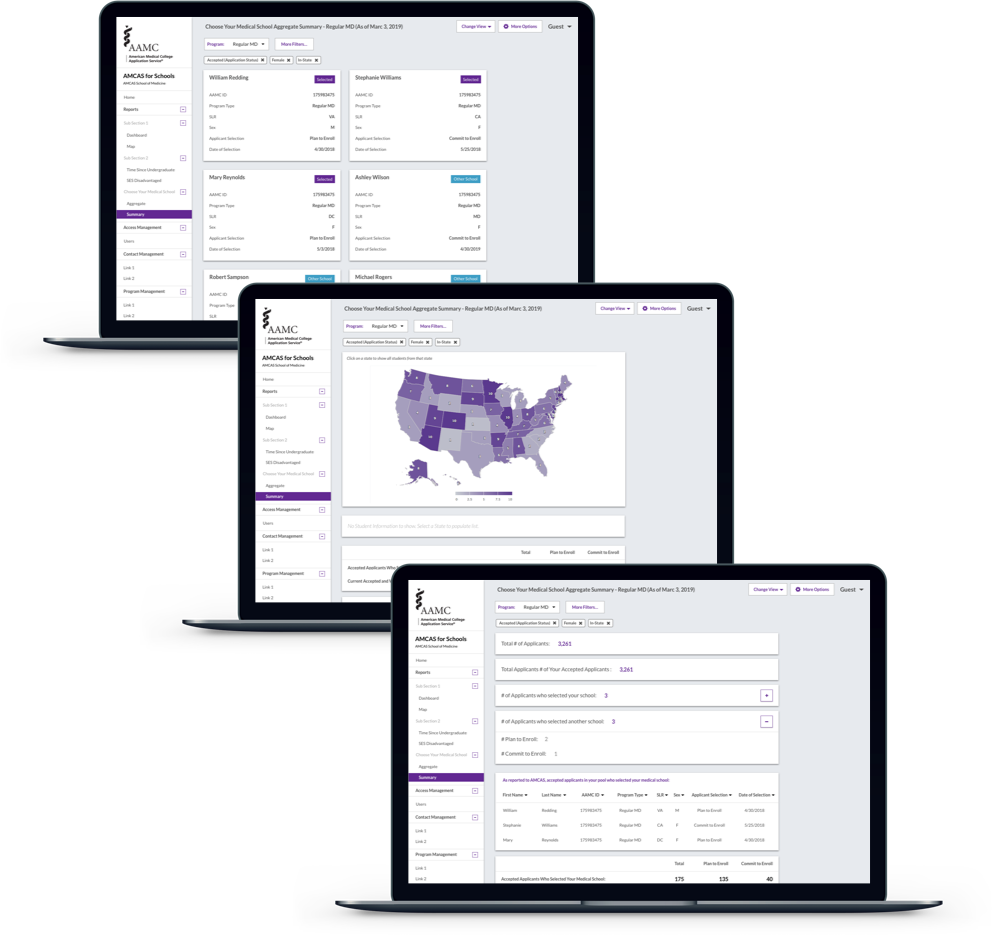 Choose Your Medical School Aggregate Summary - Regular MD (As of Marc 3, 2019)
Change View
More Options
Guest
AAMC
American Medical College
Application Service®
AMCAS for Schools
AMCAS School of Medicine
Home
Reports
Sub Section 1
Dashboard
Map
Sub Section 2
Time Since Undergraduate
SES Disadvantaged
Choose Your Medical School
Aggregate
Summary
Access Management
Users
Contact Management
Link 1
Link 2
Program Management
Link 1
Link 2
Program: Regular MD
More Filters...
Accepted (Application Status) ✖ Female ✖ In-State ✖
William Redding Selected
AAMC ID 175983475
Program Type Regular MD
SLR VA
Sex M
Applicant Selection Plan to Enroll
Date of Selection 4/30/2018
Stephanie Williams Selected
AAMC ID 175983475
Program Type Regular MD
SLR CA
Sex F
Applicant Selection Commit to Enroll
Date of Selection 5/25/2018
Mary Reynolds Selected
AAMC ID 175983475
Program Type Regular MD
SLR DC
Sex F
Applicant Selection Plan to Enroll
Date of Selection 5/3/2018
Ashley Wilson Other School
AAMC ID 175983475
Program Type Regular MD
SLR MD
Sex F
Applicant Selection Commit to Enroll
Date of Selection 4/30/2019
Robert Sampson Other School
AAMC ID
Program Type
SLR
Michael Rogers Other School
Choose Your Medical School Aggregate Summary - Regular MD (As of Marc 3, 2019)
Change View
More Options
Guest
AAMC
American Medical College
Application Service®
AMCAS for Schools
AMCAS School of Medicine
Home
Reports
Sub Section 1
Dashboard
Map
Sub Section 2
Time Since Undergraduate
SES Disadvantaged
Choose Your Medical School
Aggregate
Summary
Access Management
Users
Contact Management
Link 1
Link 2
Program Management
Link 1
Link 2
Program: Regular MD
More Filters...
Accepted (Application Status) ✖ Female ✖ In-State ✖
Click on a state to show all students from that state
0 2.5 5 7.5 >8
No Student Information to show. Select a State to populate list
Total Plan to Enroll Commit to Enroll
Accepted Applicants Who
Current Accepted and
Choose Your Medical School Aggregate Summary - Regular MD (As of Marc 3, 2019)
Change View
More Options
Guest
AAMC
American Medical College
Application Service®
AMCAS for Schools
AMCAS School of Medicine
Home
Reports
Sub Section 1
Dashboard
Map
Sub Section 2
Time Since Undergraduate
SES Disadvantaged
Choose Your Medical School
Aggregate
Summary
Access Management
Users
Contact Management
Link 1
Link 2
Program Management
Link 1
Link 2
Program: Regular MD
More Filters...
Accepted (Application Status) ✖ Female ✖ In-State ✖
Total # of Applicants: 3,261
Total Applicants # of Your Accepted Applicants : 3,261
# of Applicants who selected your school: 3 +
# of Applicants who selected another school: 3 −
# Plan to Enroll: 2
# Commit to Enroll: 1
As reported to AMCAS, accepted applicants in your pool who selected your medical school:
First Name Last Name AAMC ID Program Type SLR Sex Applicant Selection Date of Selection
William Redding 175983475 Regular MD VA M Plan to Enroll 4/30/2018
Stephanie Williams 175983475 Regular MD CA F Commit to Enroll 5/25/2018
Mary Reynolds 175983475 Regular MD DC F Plan to Enroll 5/3/2018
Total Plan to Enroll Commit to Enroll
Accepted Applicants Who Selected Your Medical School: 175 135 40